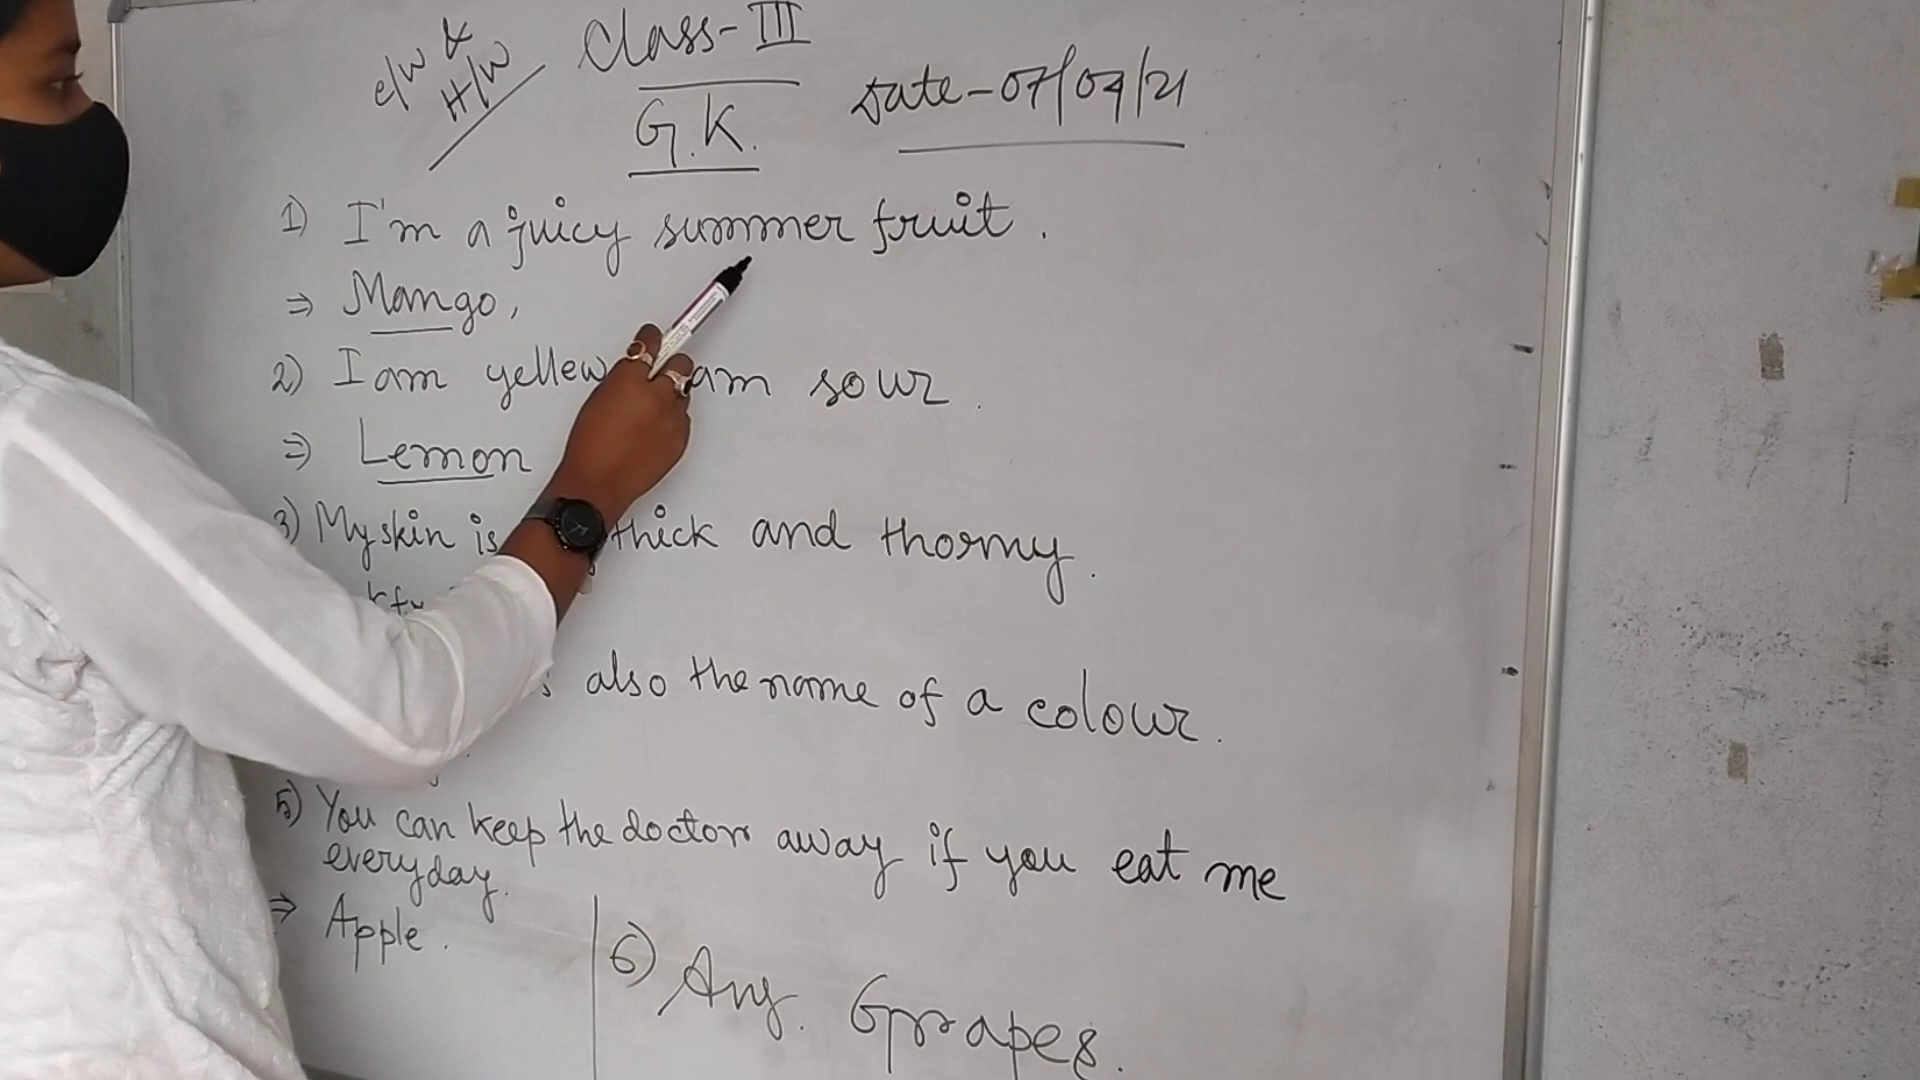 C/W & H/W
Class-III
G.K.
Date-07/04/21
1) I'm a juicy summer fruit.
⇒ Mango,
2) I am yellow am sour.
⇒ Lemon
3) My skin is thick and thorny.
also the name of a colour.
5) You can keep the doctor away if you eat me
everyday.
⇒ Apple.
6) Ans. Grapes.